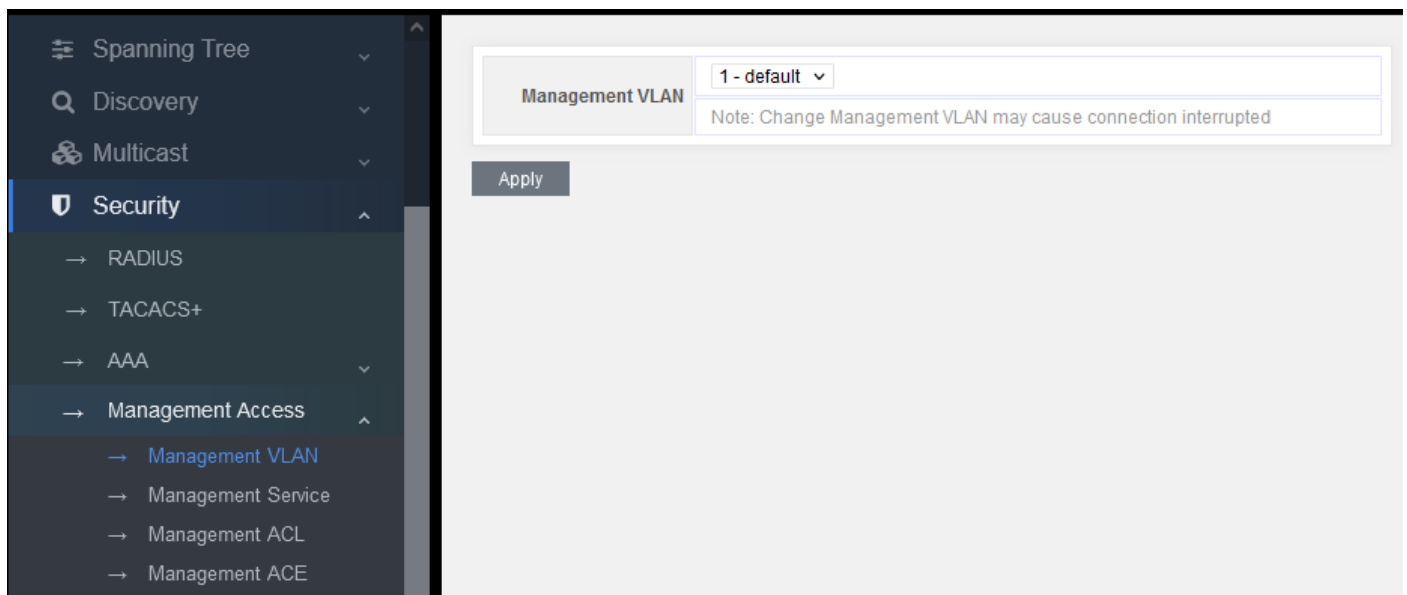 Spanning Tree
Discovery
Multicast
Security
→ RADIUS
→ TACACS+
→ AAA
→ Management Access
→ Management VLAN
→ Management Service
→ Management ACL
→ Management ACE
Management VLAN
1 - default
Note: Change Management VLAN may cause connection interrupted
Apply